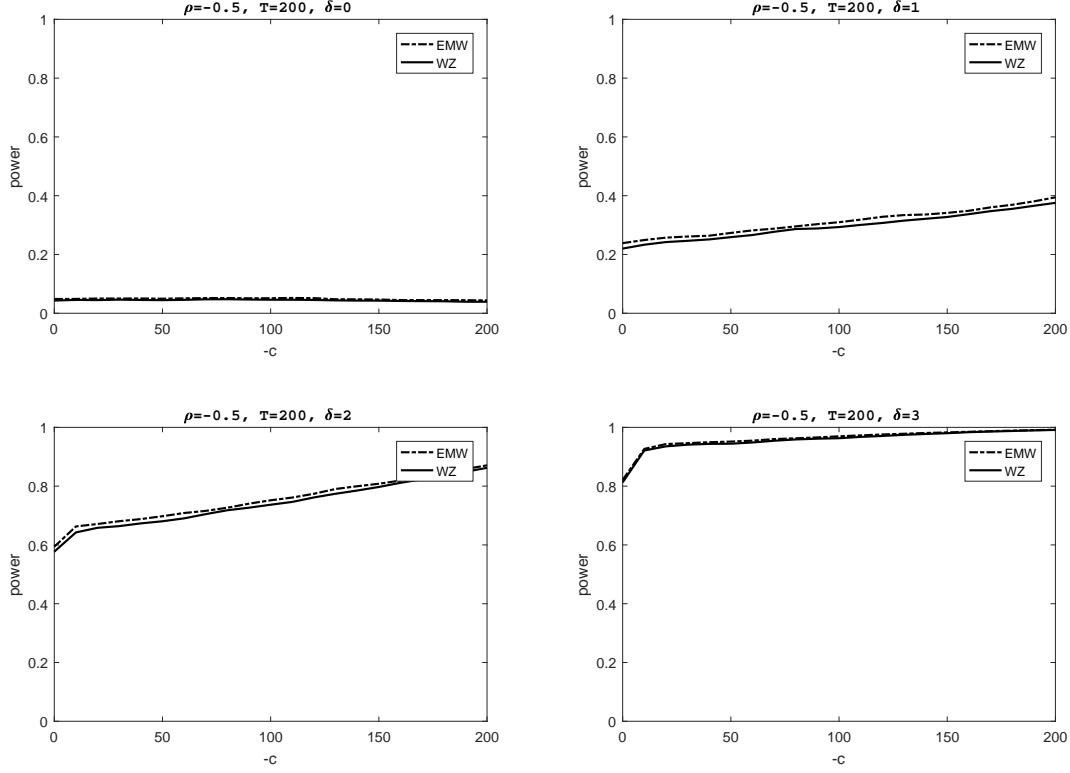 ρ=-0.5, T=200, δ=0
1
0.8
0.6
0.4
0.2
0
power
EMW
WZ
0 50 100 150 200
-c
ρ=-0.5, T=200, δ=1
1
0.8
0.6
0.4
0.2
0
power
EMW
WZ
0 50 100 150 200
-c
ρ=-0.5, T=200, δ=2
1
0.8
0.6
0.4
0.2
0
power
EMW
WZ
0 50 100 150 200
-c
ρ=-0.5, T=200, δ=3
1
0.8
0.6
0.4
0.2
0
power
EMW
WZ
0 50 100 150 200
-c